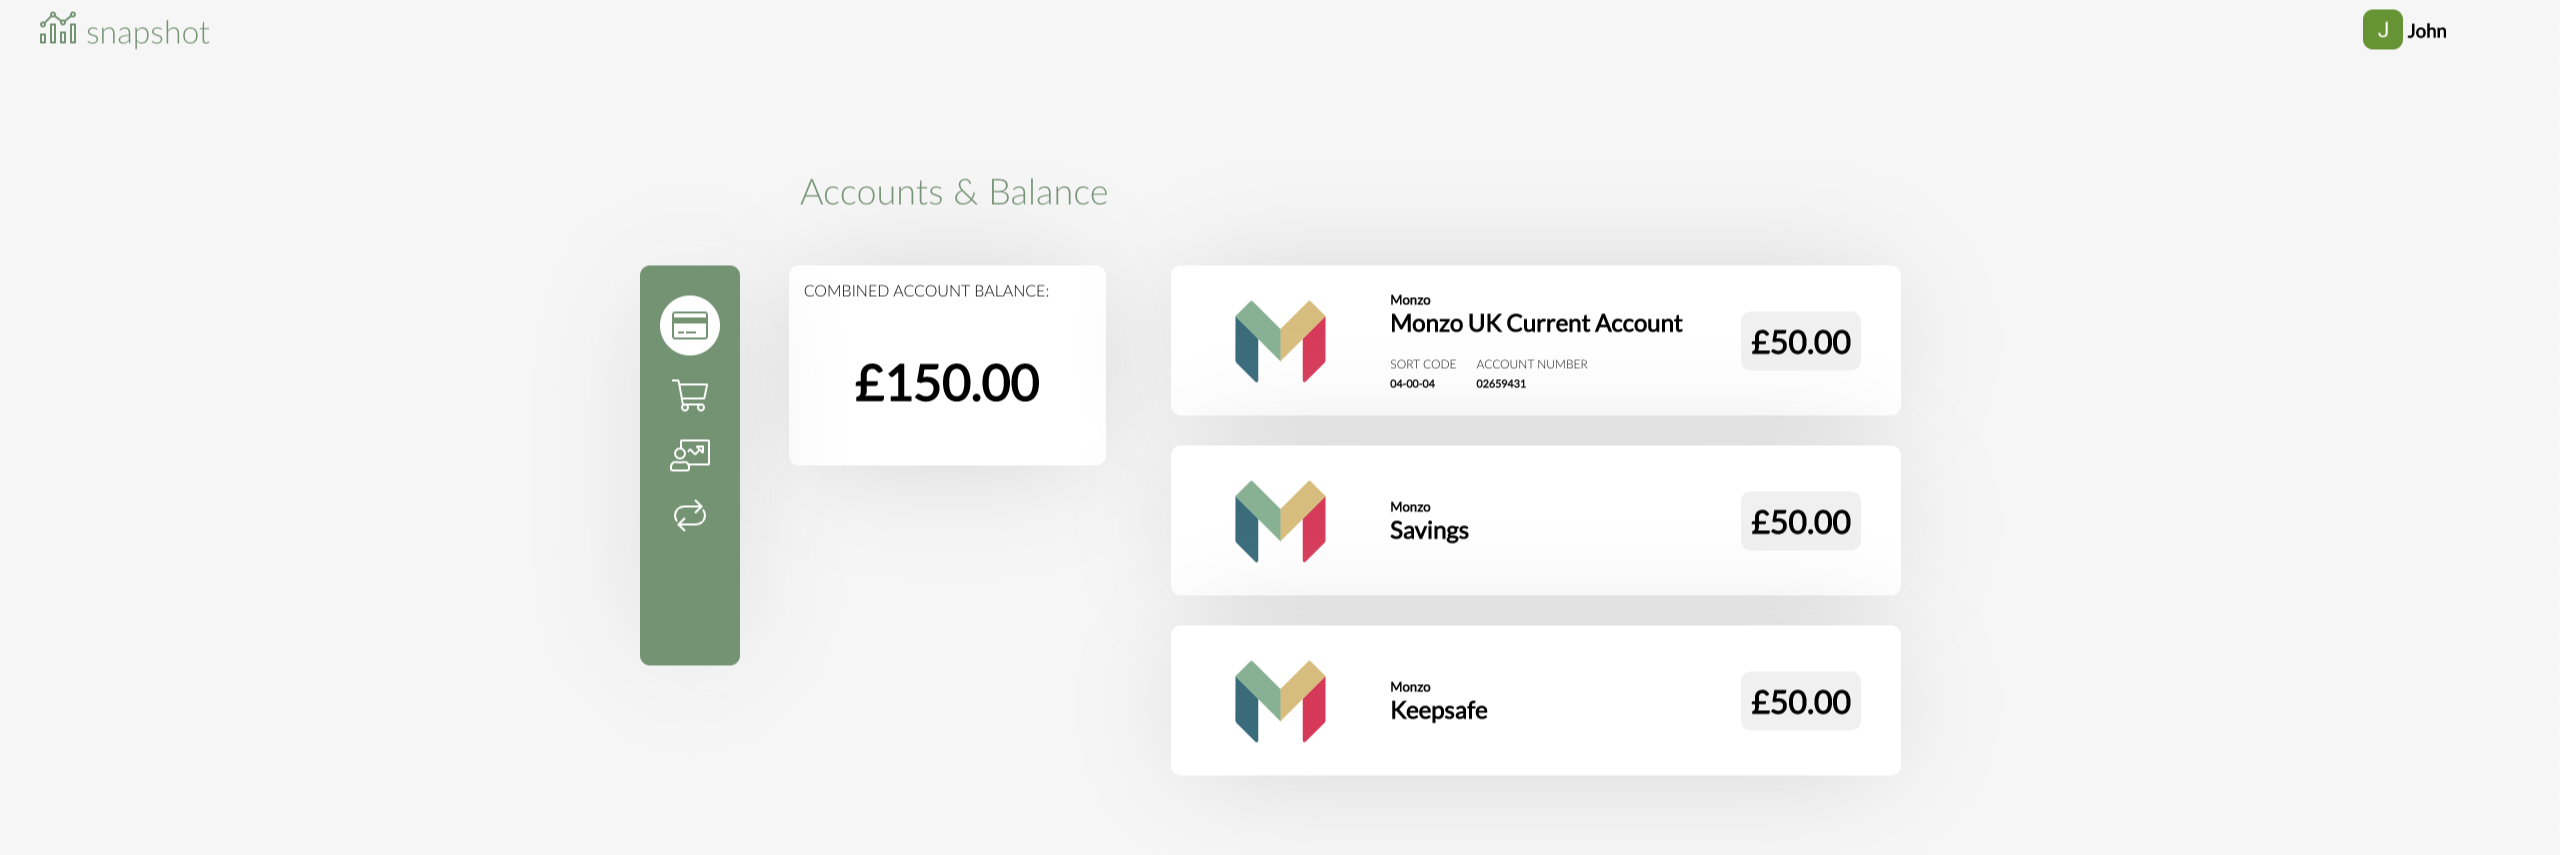 snapshot
J John
Accounts & Balance
COMBINED ACCOUNT BALANCE:
£150.00
Monzo
Monzo UK Current Account
SORT CODE ACCOUNT NUMBER
04-00-04 02659431
£50.00
Monzo
Savings
£50.00
Monzo
Keepsafe
£50.00